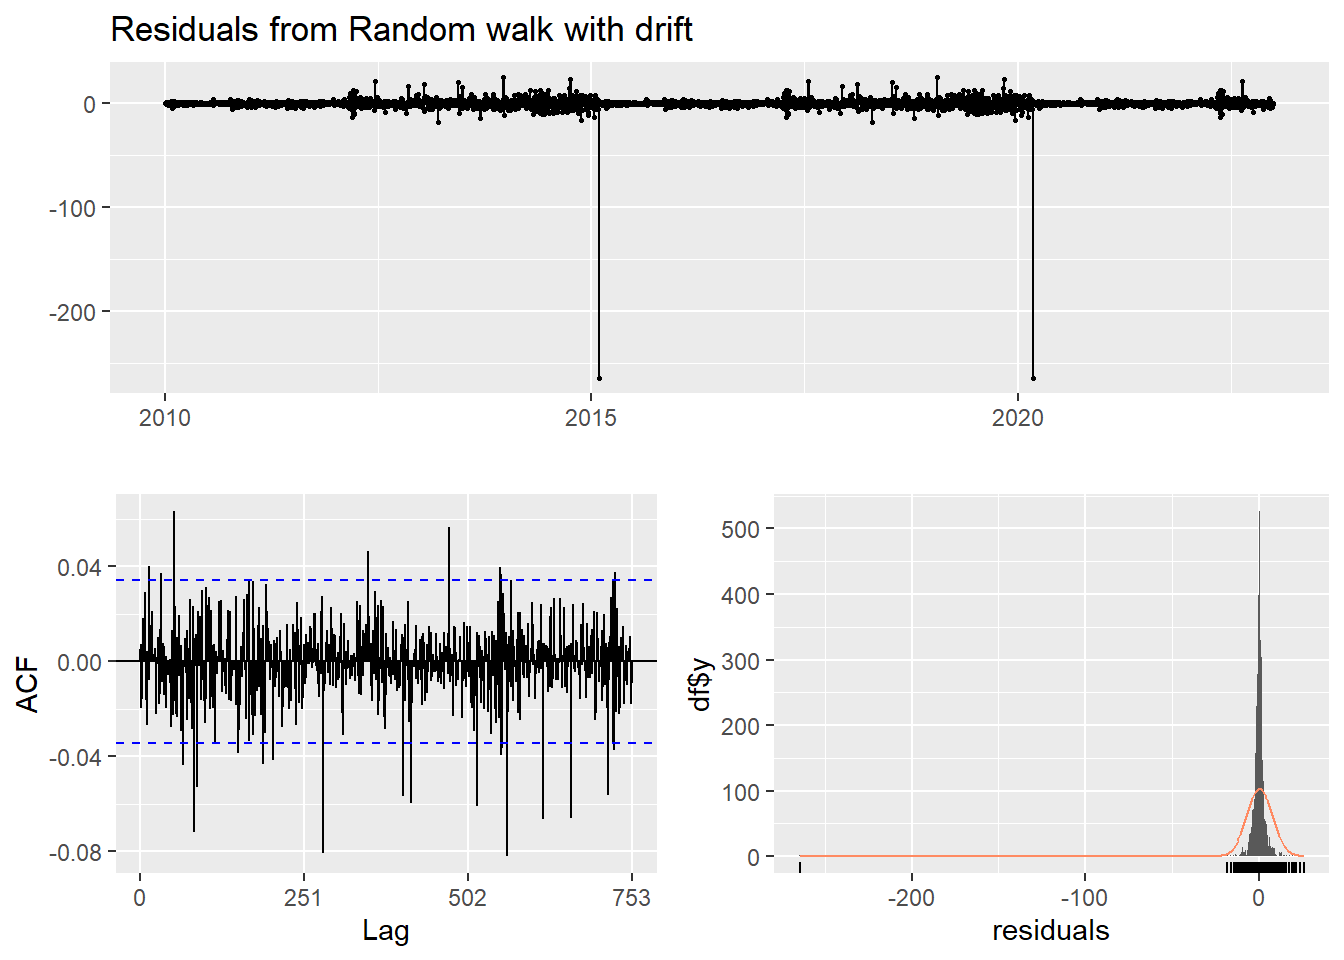 Residuals from Random walk with drift
0
-100
-200
2010 2015 2020
ACF
0.04
0.00
-0.04
-0.08
0 251 502 753
Lag
df$y
500
400
300
200
100
0
-200 -100 0
residuals